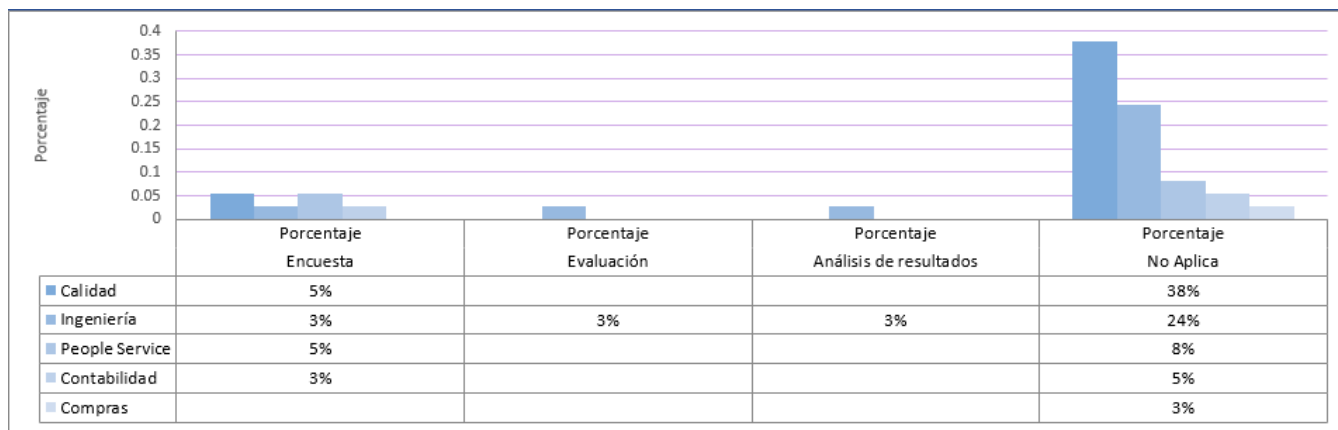 Porcentaje
0.4
0.35
0.3
0.25
0.2
0.15
0.1
0.05
0
Porcentaje Porcentaje Porcentaje Porcentaje
Encuesta Evaluación Análisis de resultados No Aplica
Calidad 5% 38%
Ingeniería 3% 3% 3% 24%
People Service 5% 8%
Contabilidad 3% 5%
Compras 3%